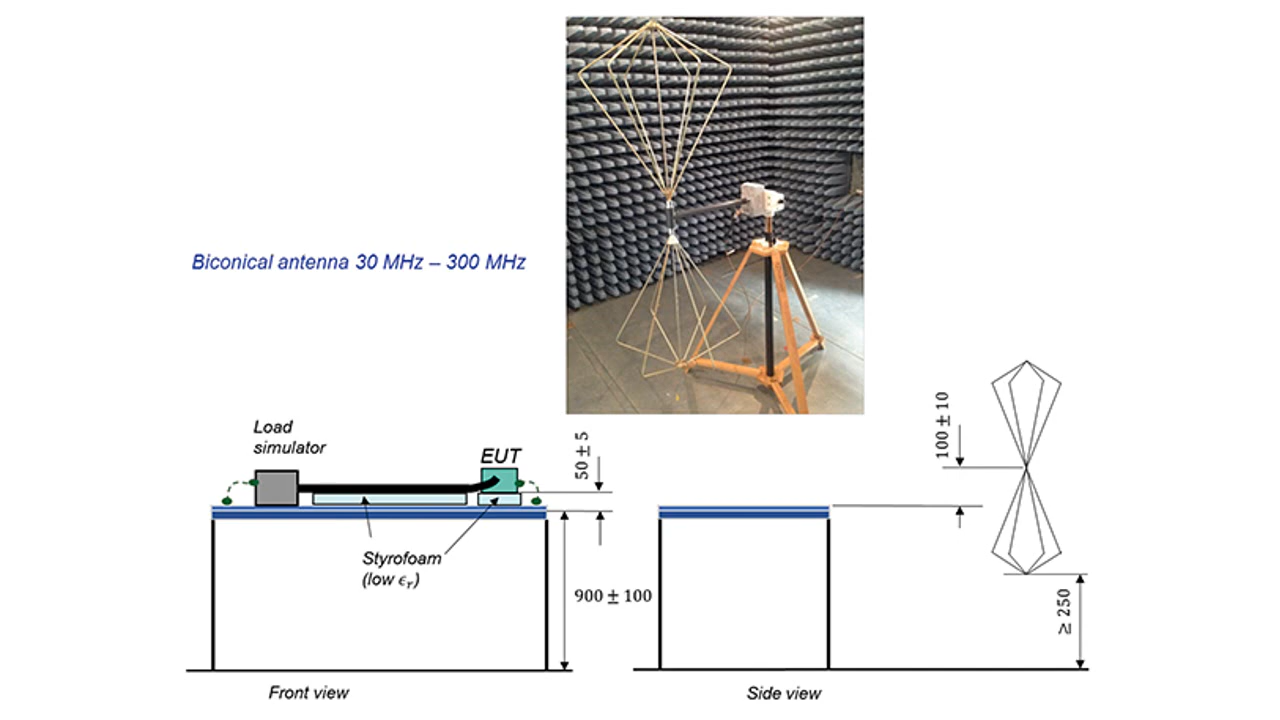 Biconical antenna 30 MHz – 300 MHz
Load
simulator
EUT
50 ± 5
100 ± 10
Styrofoam
(low ϵᵣ)
900 ± 100
≥ 250
Front view
Side view